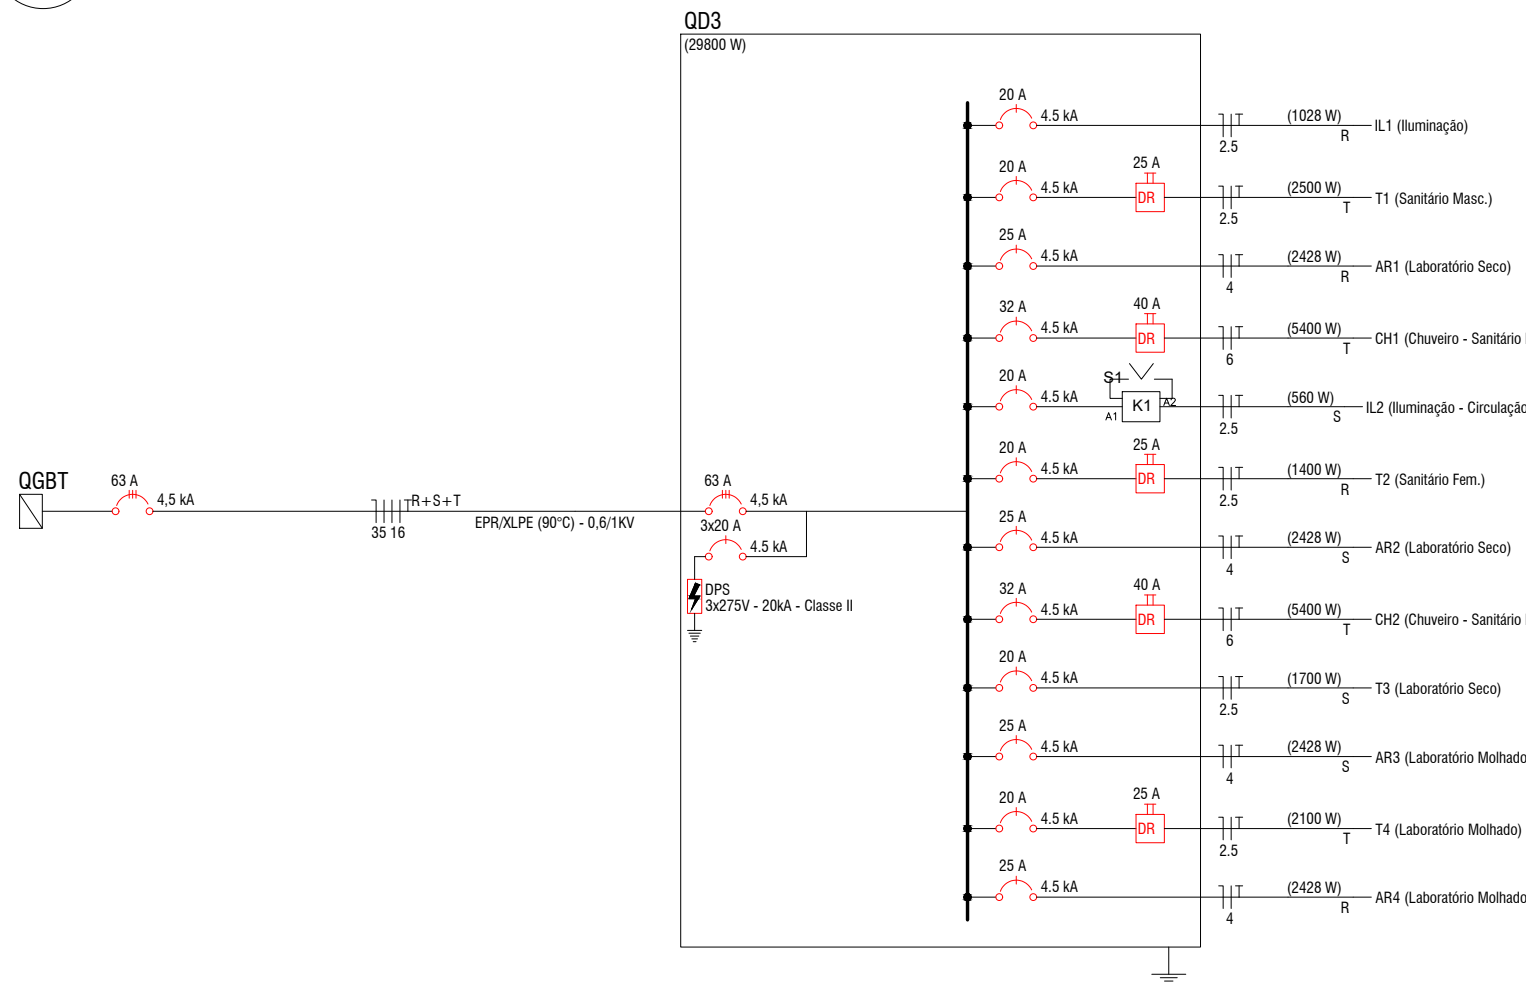 QD3
(29800 W)
20 A
4.5 kA
2.5
T
(1028 W)
R
IL1 (Iluminação)
20 A
4.5 kA
25 A
DR
2.5
T
(2500 W)
T
T1 (Sanitário Masc.)
25 A
4.5 kA
4
T
(2428 W)
R
AR1 (Laboratório Seco)
32 A
4.5 kA
40 A
DR
6
T
(5400 W)
T
CH1 (Chuveiro - Sanitário
20 A
4.5 kA
S1
A1
K1
A2
2.5
T
(560 W)
S
IL2 (Iluminação - Circulação
20 A
4.5 kA
25 A
DR
2.5
T
(1400 W)
R
T2 (Sanitário Fem.)
QGBT
63 A
4,5 kA
35 16
T
R+S+T
EPR/XLPE (90°C) - 0,6/1KV
63 A
4,5 kA
3x20 A
4.5 kA
DPS
3x275V - 20kA - Classe II
25 A
4.5 kA
4
T
(2428 W)
S
AR2 (Laboratório Seco)
32 A
4.5 kA
40 A
DR
6
T
(5400 W)
T
CH2 (Chuveiro - Sanitário
20 A
4.5 kA
2.5
T
(1700 W)
S
T3 (Laboratório Seco)
25 A
4.5 kA
4
T
(2428 W)
S
AR3 (Laboratório Molhado
20 A
4.5 kA
25 A
DR
2.5
T
(2100 W)
T
T4 (Laboratório Molhado)
25 A
4.5 kA
4
T
(2428 W)
R
AR4 (Laboratório Molhado